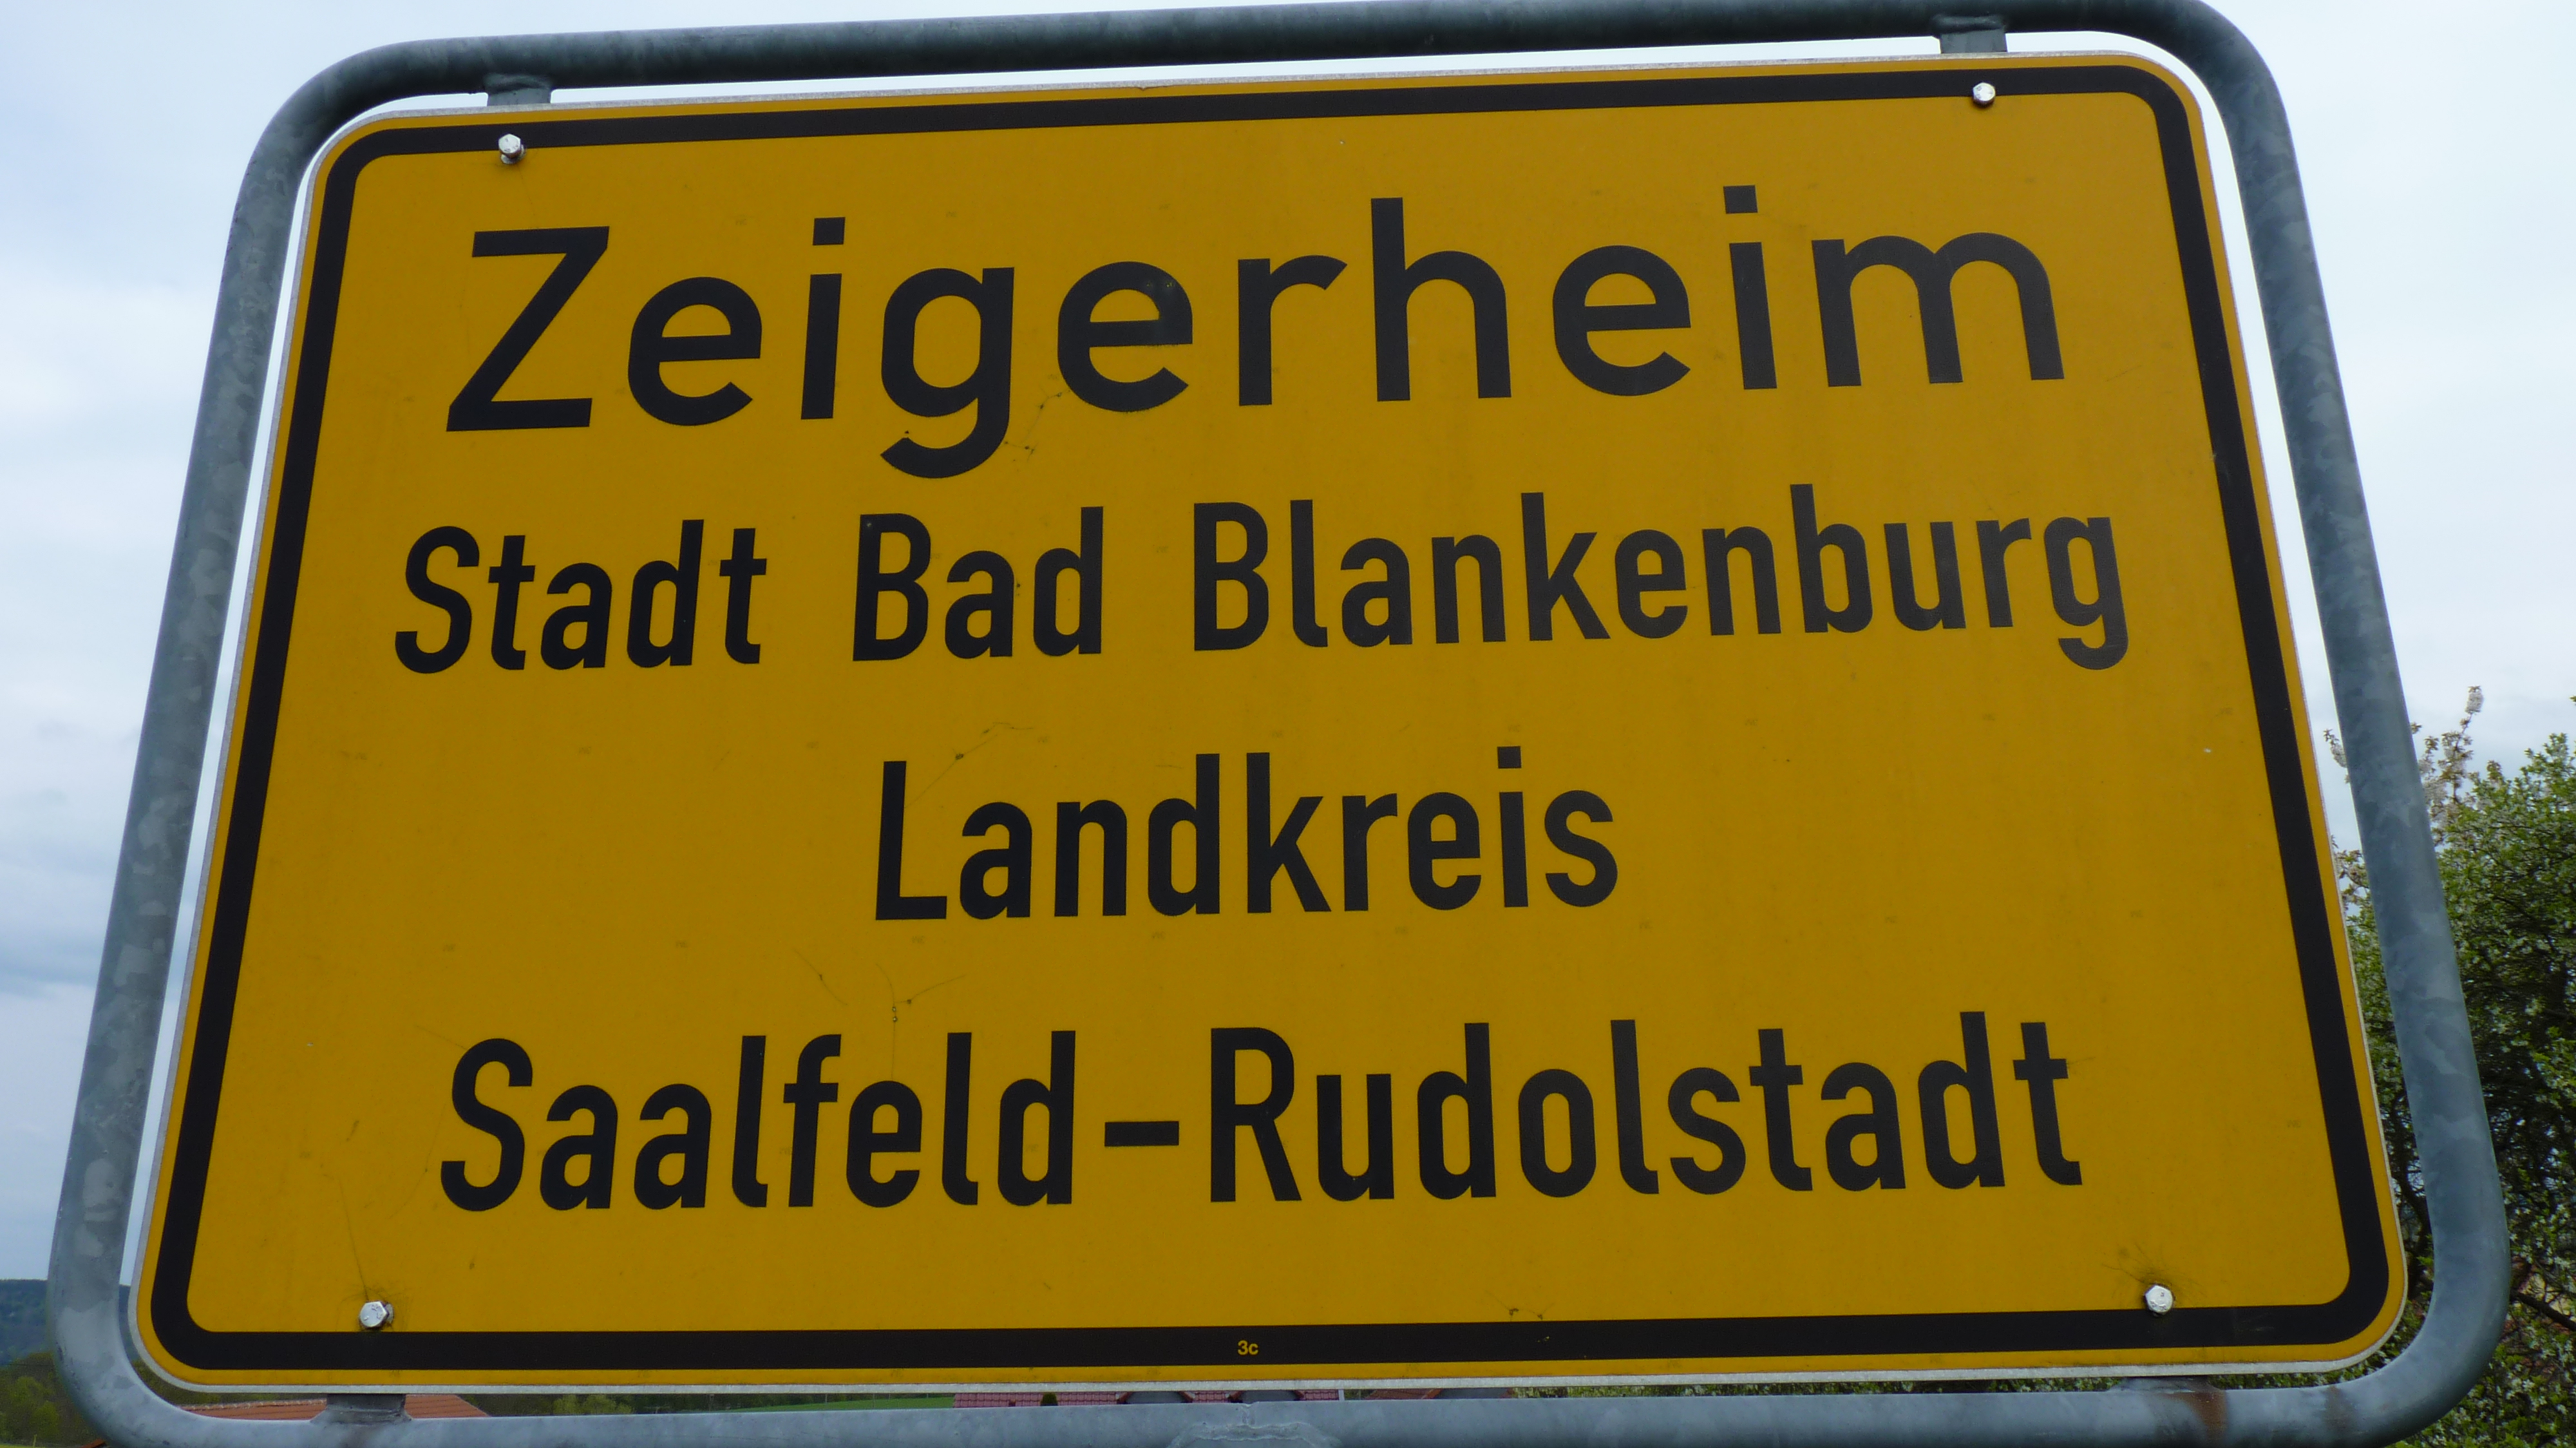 Zeigerheim
Stadt Bad Blankenburg
Landkreis
Saalfeld-Rudolstadt
3c